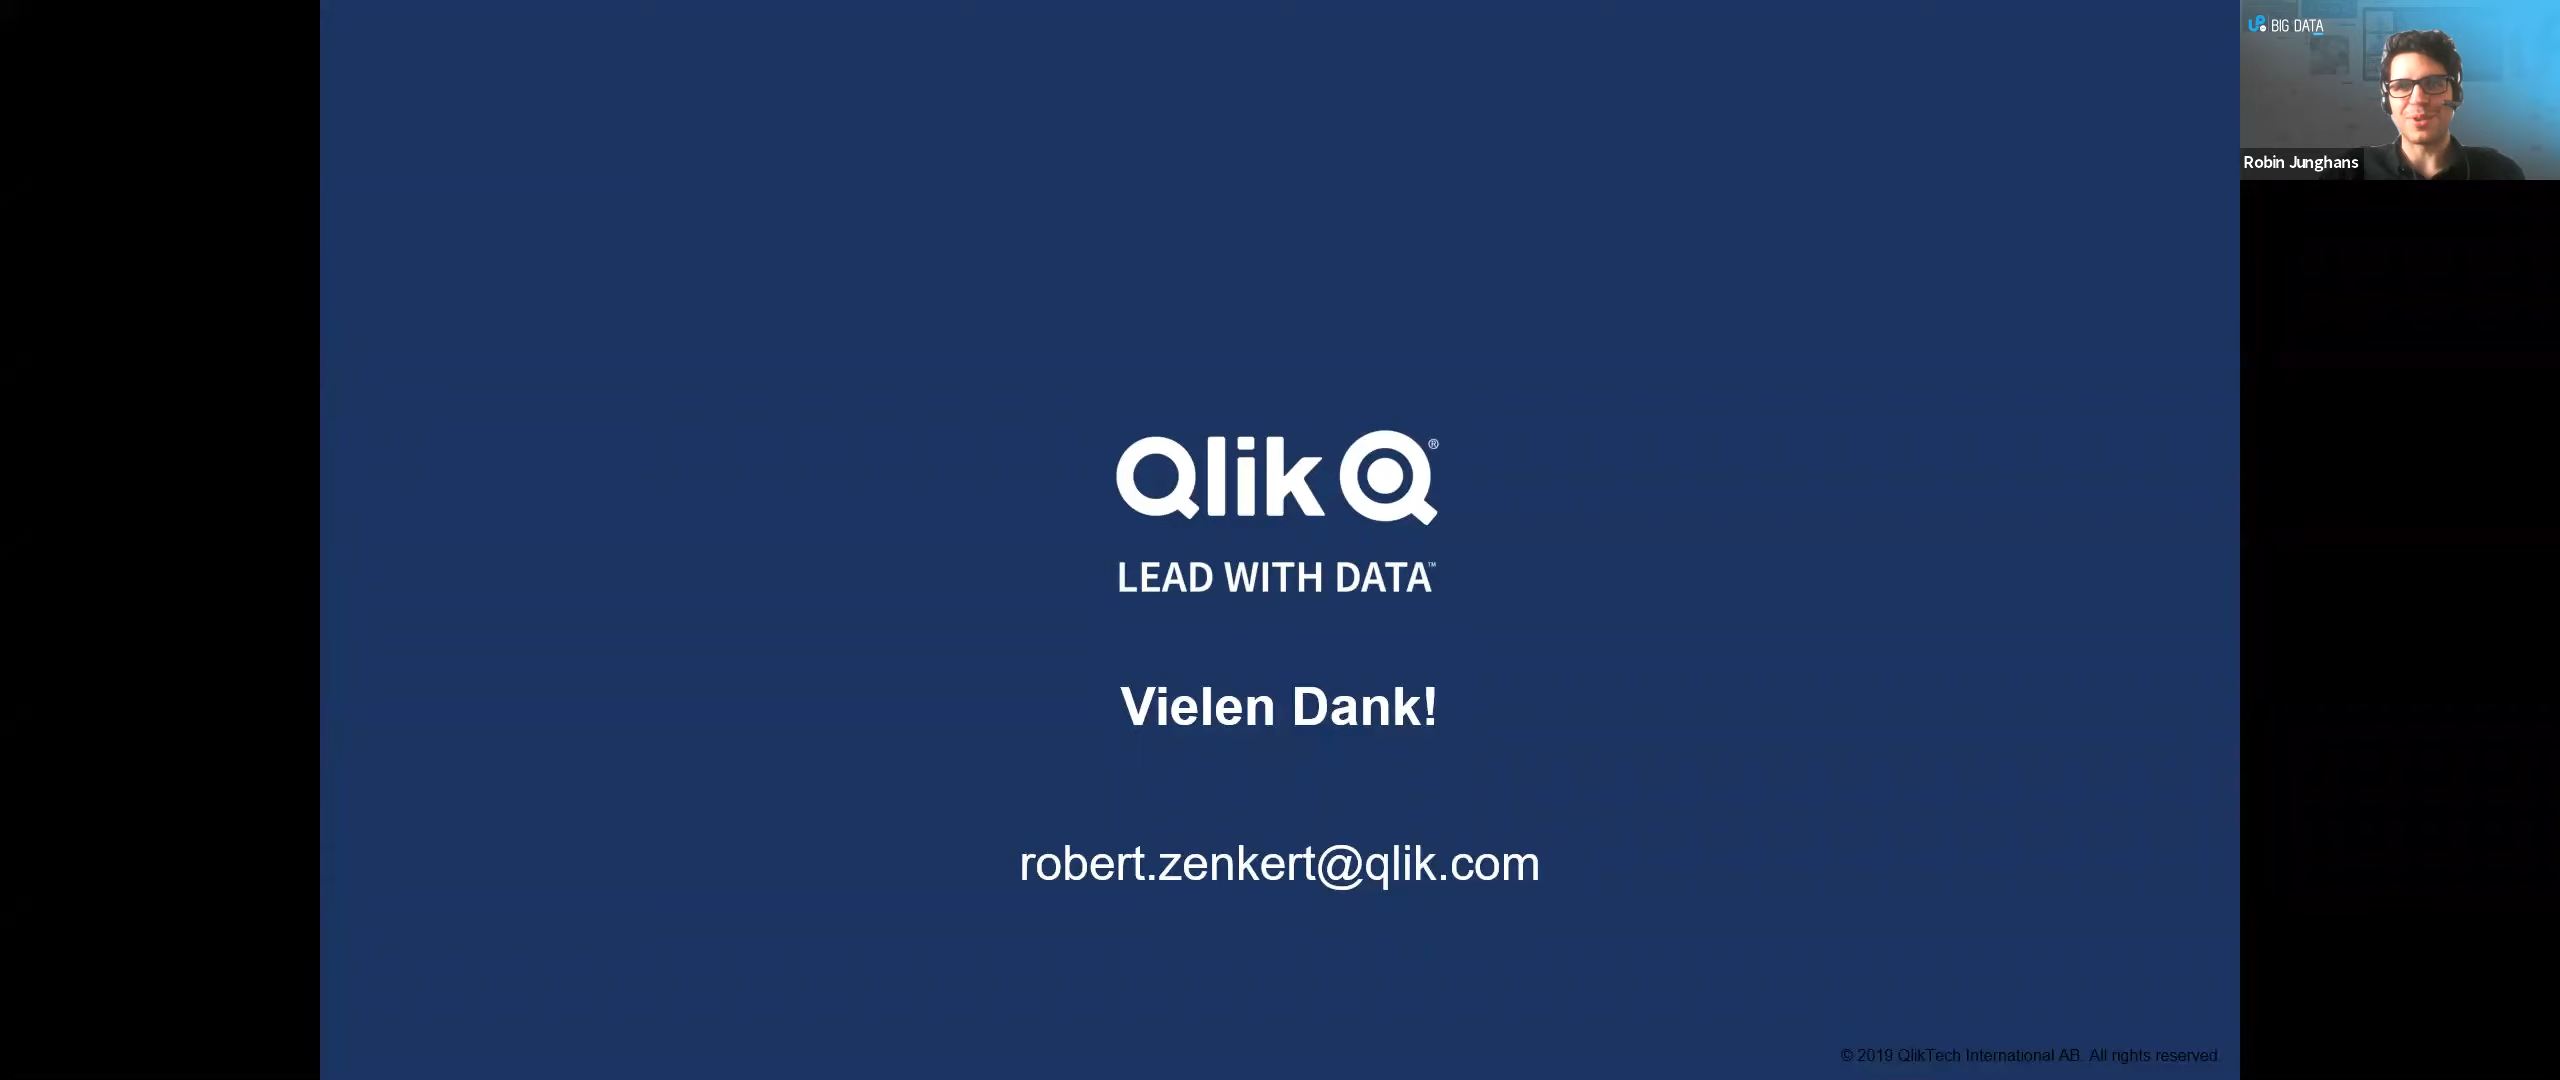 BIG DATA
Robin Junghans
Qlik Q®
LEAD WITH DATA™
Vielen Dank!
robert.zenkert@qlik.com
© 2019 QlikTech International AB. All rights reserved.